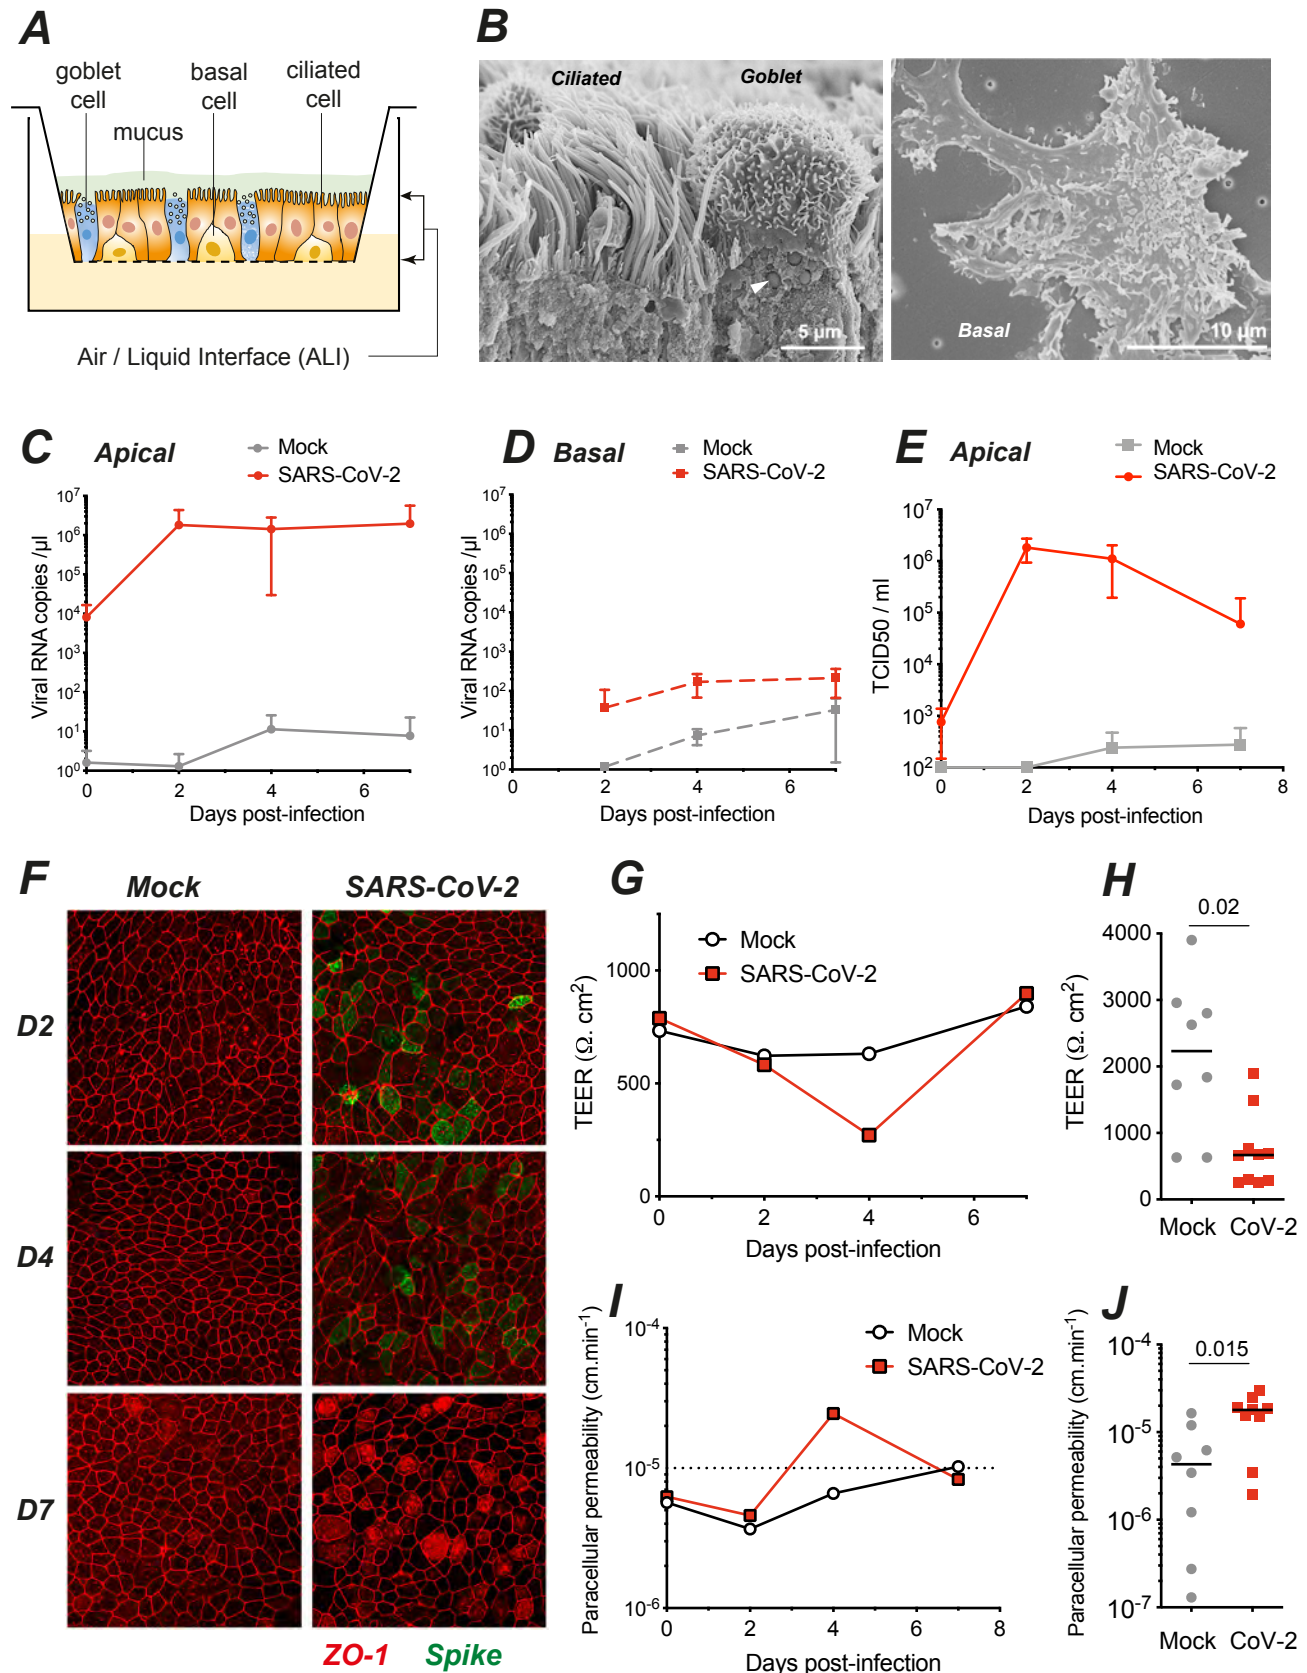 A
goblet cell
basal cell
ciliated cell
mucus
Air / Liquid Interface (ALI)
B
Ciliated
Goblet
5 µm
Basal
10 µm
C
Apical
Mock
SARS-CoV-2
Viral RNA copies /µl
10⁷
10⁶
10⁵
10⁴
10³
10²
10¹
10⁰
0 2 4 6
Days post-infection
D
Basal
Mock
SARS-CoV-2
Viral RNA copies /µl
10⁷
10⁶
10⁵
10⁴
10³
10²
10¹
10⁰
0 2 4 6
Days post-infection
E
Apical
Mock
SARS-CoV-2
TCID50 / ml
10⁷
10⁶
10⁵
10⁴
10³
10²
0 2 4 6 8
Days post-infection
F
Mock
SARS-CoV-2
D2
D4
D7
ZO-1
Spike
G
Mock
SARS-CoV-2
TEER (Ω. cm²)
1000
500
0
0 2 4 6
Days post-infection
H
0.02
TEER (Ω. cm²)
4000
3000
2000
1000
0
Mock CoV-2
I
Mock
SARS-CoV-2
Paracellular permeability (cm.min⁻¹)
10⁻⁴
10⁻⁵
10⁻⁶
0 2 4 6 8
Days post-infection
J
0.015
Paracellular permeability (cm.min⁻¹)
10⁻⁴
10⁻⁵
10⁻⁶
10⁻⁷
Mock CoV-2